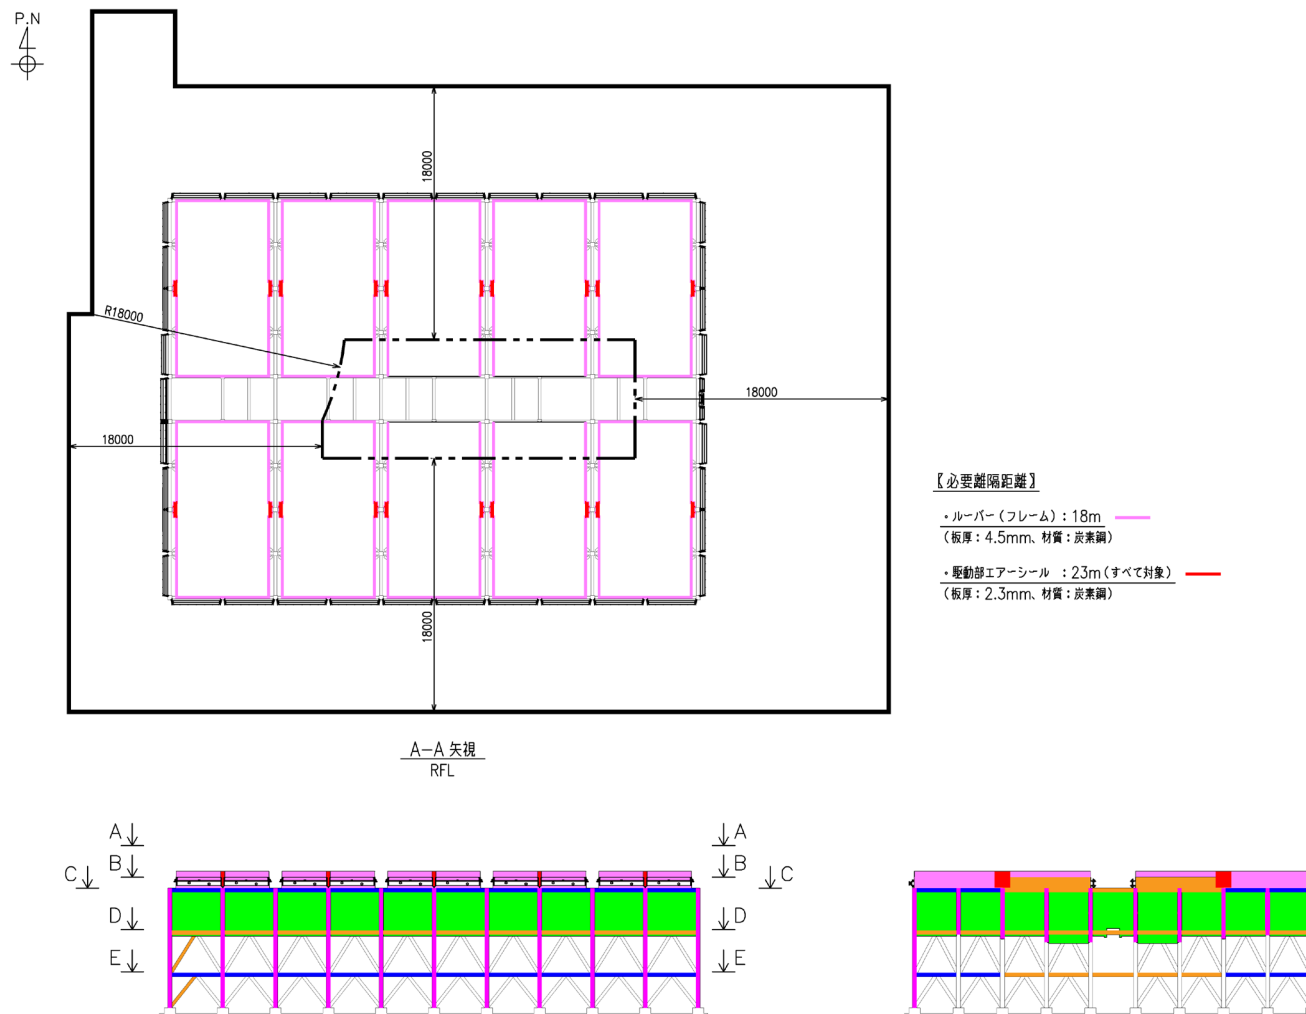 P.N
18000
R18000
18000
18000
18000
【必要離隔距離】
・ルーバー(フレーム):18m
(板厚:4.5mm、材質:炭素鋼)
・駆動部エアーシール :23m(すべて対象)
(板厚:2.3mm、材質:炭素鋼)
A-A 矢視
RFL
A A
B B
C C
D D
E E